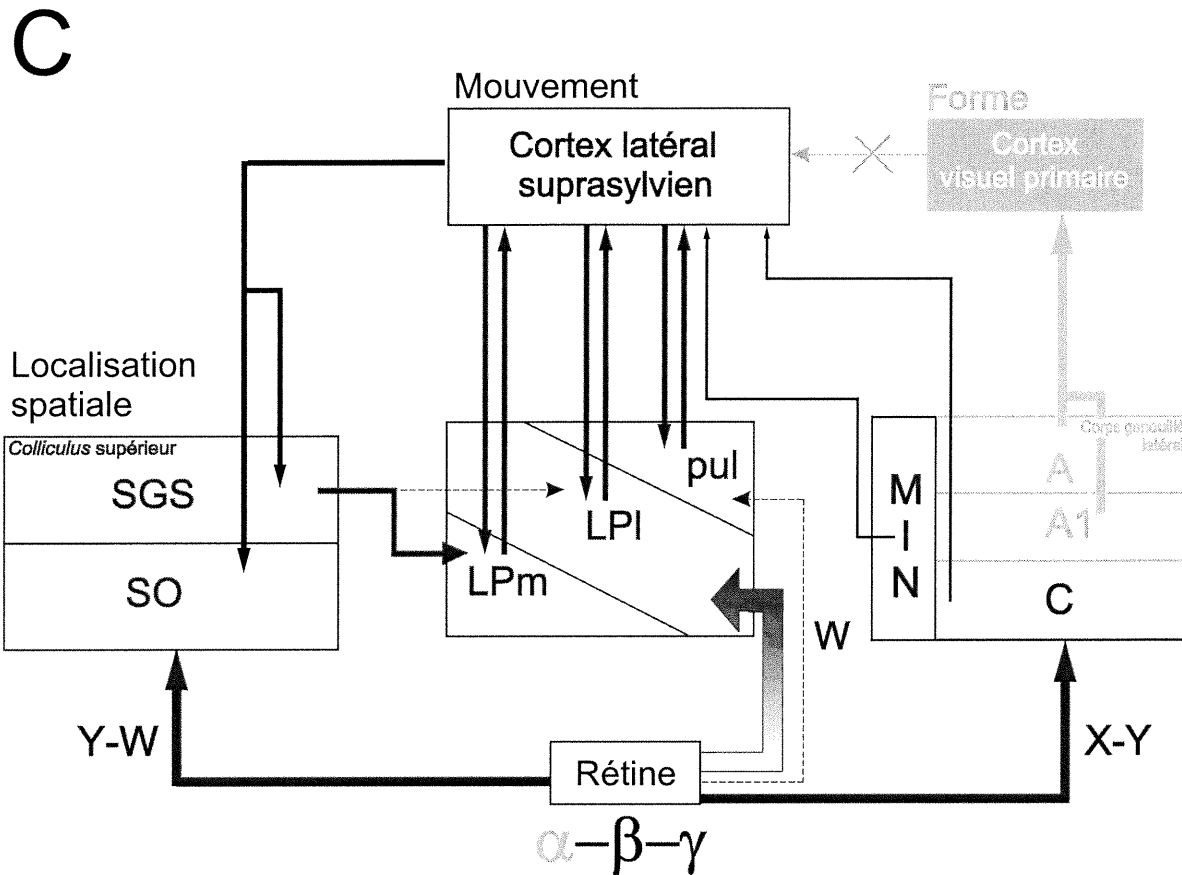 C
Mouvement
Forme
Cortex latéral
suprasylvien
Cortex
visuel primaire
Localisation
spatiale
Colliculus supérieur
SGS
SO
pul
LPl
LPm
M
I
N
Corps genouillé
latéral
A
A1
C
W
Y-W
X-Y
Rétine
α–β–γ